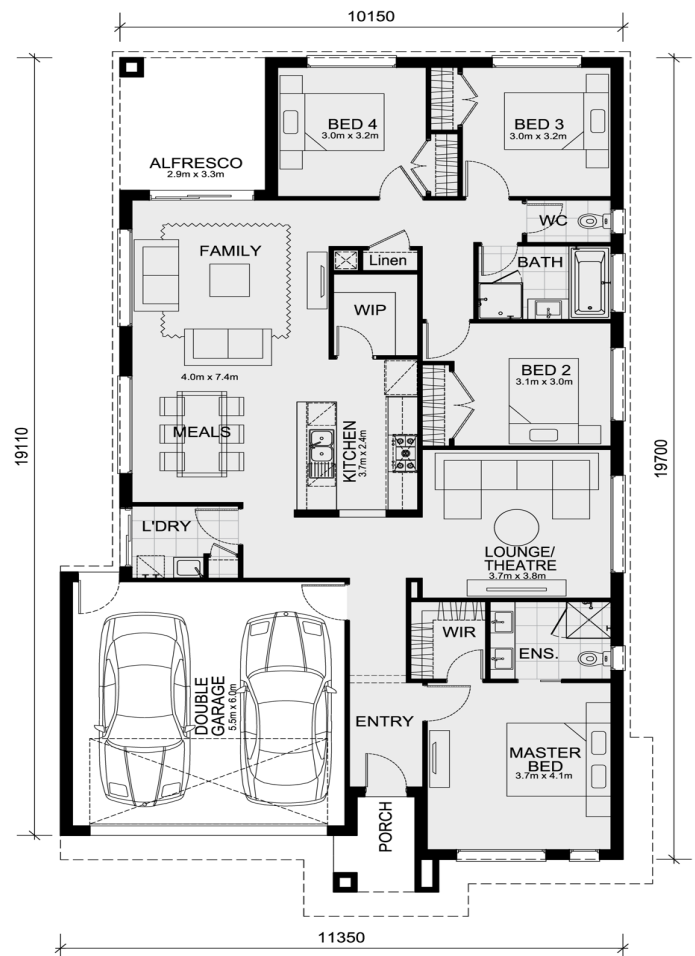 10150
BED 4
3.0m x 3.2m
BED 3
3.0m x 3.2m
ALFRESCO
2.9m x 3.3m
WC
FAMILY
Linen
BATH
WIP
4.0m x 7.4m
BED 2
3.1m x 3.0m
MEALS
KITCHEN
3.7m x 2.4m
19110
19700
L'DRY
LOUNGE/
THEATRE
3.7m x 3.8m
WIR
ENS.
DOUBLE
GARAGE
5.5m x 6.0m
ENTRY
MASTER
BED
3.7m x 4.1m
PORCH
11350